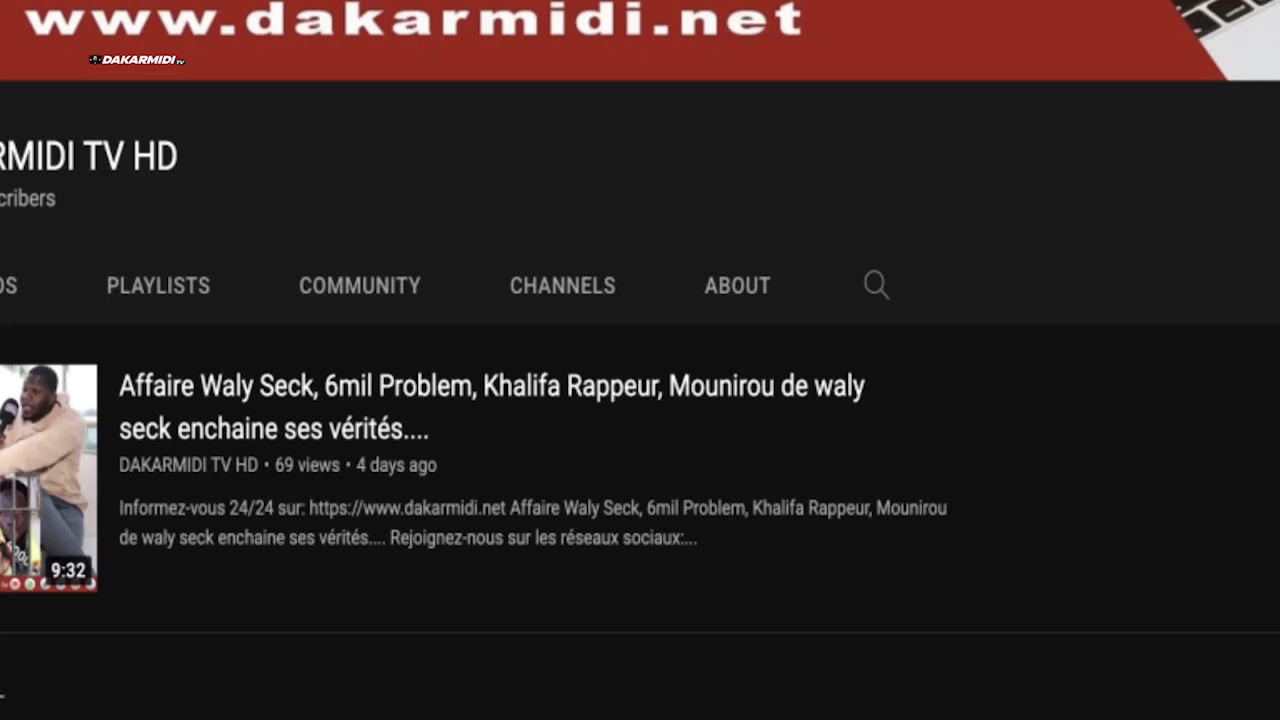 www.dakarmidi.net
DAKARMIDI TV
RMIDI TV HD
cribers
OS
PLAYLISTS
COMMUNITY
CHANNELS
ABOUT
Affaire Waly Seck, 6mil Problem, Khalifa Rappeur, Mounirou de waly
seck enchaine ses vérités....
DAKARMIDI TV HD • 69 views • 4 days ago
Informez-vous 24/24 sur: https://www.dakarmidi.net Affaire Waly Seck, 6mil Problem, Khalifa Rappeur, Mounirou
de waly seck enchaine ses vérités.... Rejoignez-nous sur les réseaux sociaux:...
9:32